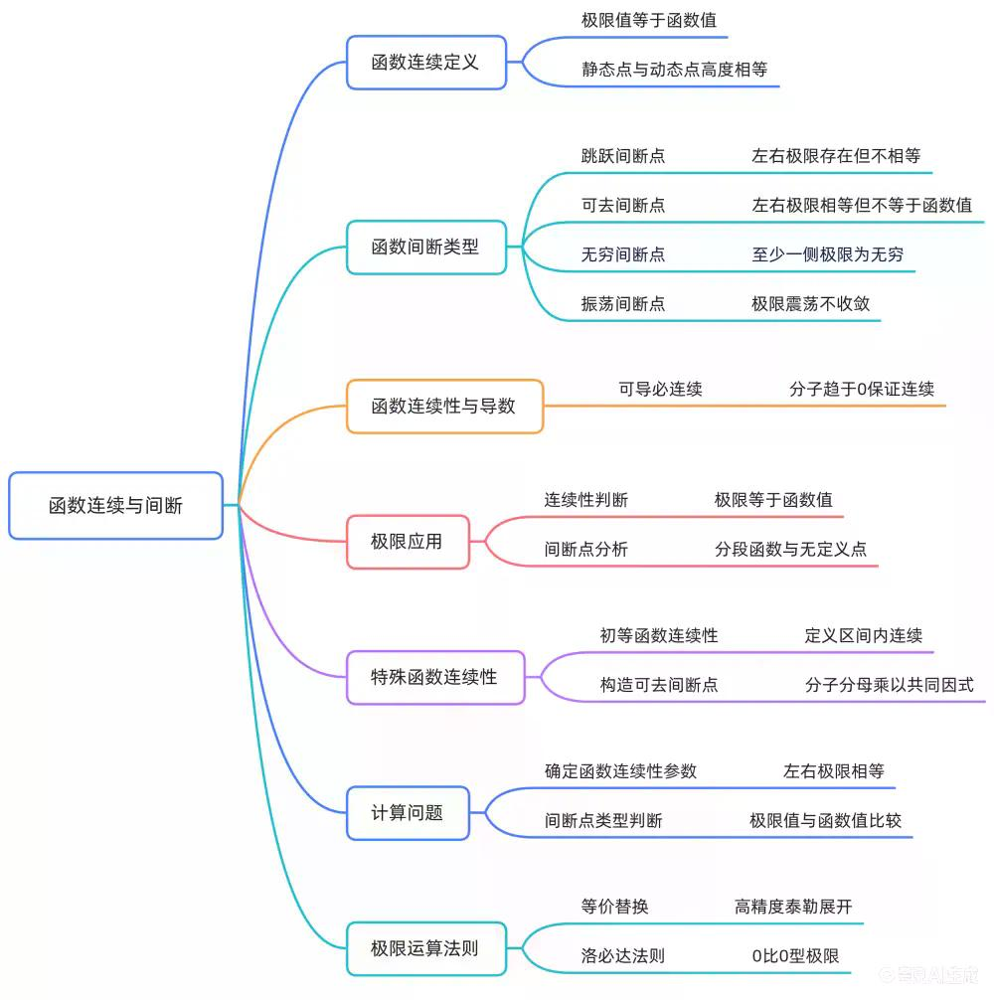 极限值等于函数值
函数连续定义
静态点与动态点高度相等
跳跃间断点 左右极限存在但不相等
可去间断点 左右极限相等但不等于函数值
函数间断类型
无穷间断点 至少一侧极限为无穷
振荡间断点 极限震荡不收敛
函数连续性与导数 可导必连续 分子趋于0保证连续
函数连续与间断
连续性判断 极限等于函数值
极限应用
间断点分析 分段函数与无定义点
初等函数连续性 定义区间内连续
特殊函数连续性
构造可去间断点 分子分母乘以共同因式
确定函数连续性参数 左右极限相等
计算问题
间断点类型判断 极限值与函数值比较
等价替换 高精度泰勒展开
极限运算法则
洛必达法则 0比0型极限